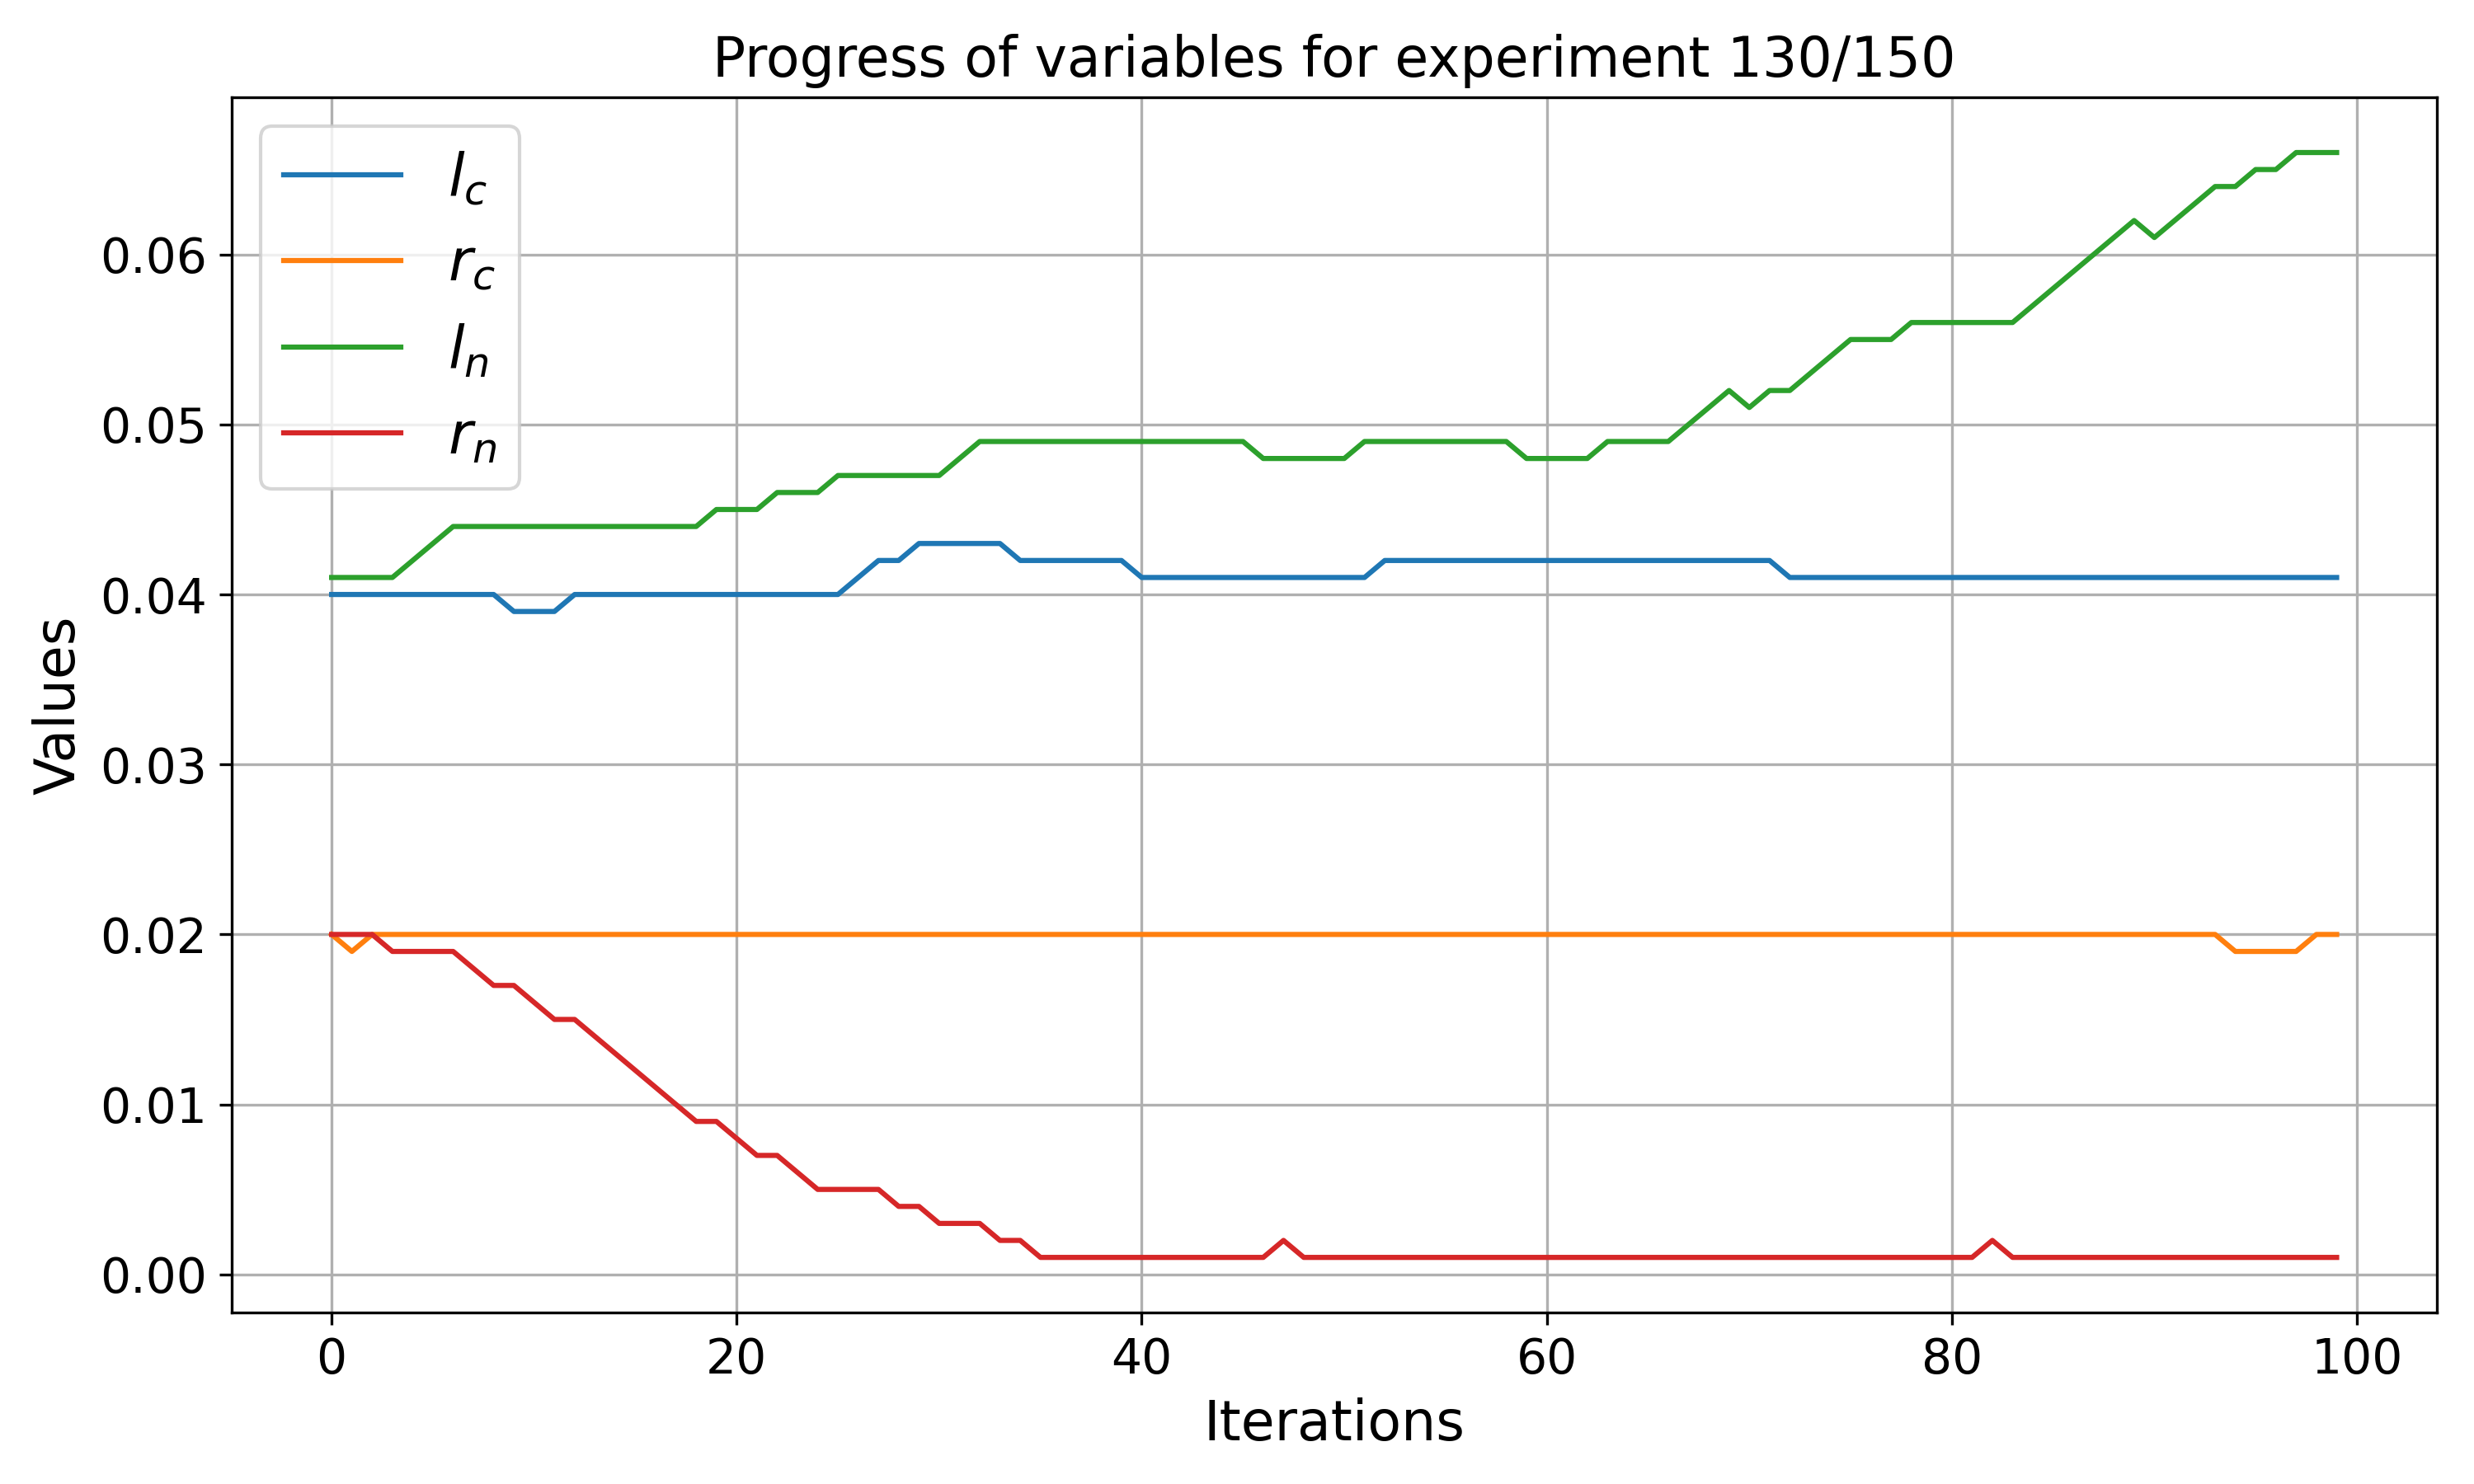 Progress of variables for experiment 130/150
l_c
r_c
l_n
r_n
Values
0.06
0.05
0.04
0.03
0.02
0.01
0.00
0 20 40 60 80 100
Iterations